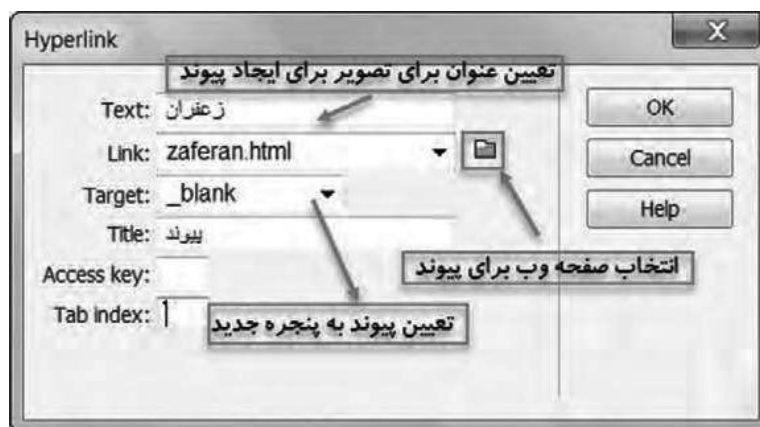 Hyperlink
تعیین عنوان برای تصویر برای ایجاد پیوند
Text: زعفران
OK
Link: zaferan.html
Cancel
Target: _blank
Help
Title: پیوند
انتخاب صفحه وب برای پیوند
Access key:
Tab index:
تعیین پیوند به پنجره جدید